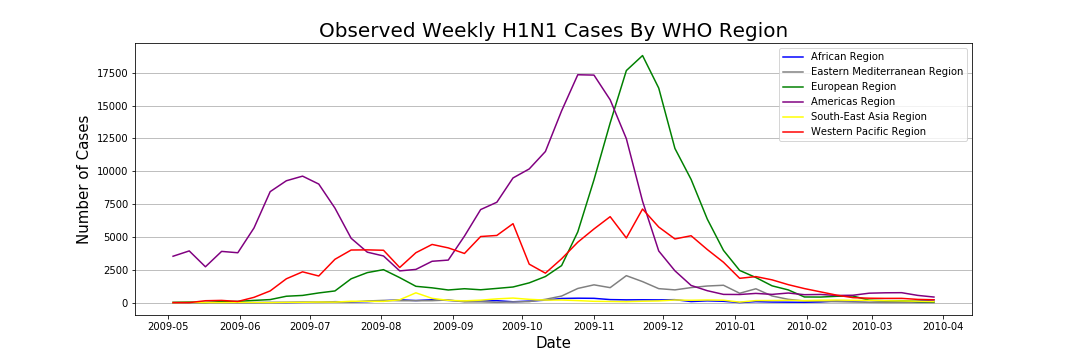 Observed Weekly H1N1 Cases By WHO Region
African Region
Eastern Mediterranean Region
European Region
Americas Region
South-East Asia Region
Western Pacific Region
Number of Cases
17500
15000
12500
10000
7500
5000
2500
0
2009-05 2009-06 2009-07 2009-08 2009-09 2009-10 2009-11 2009-12 2010-01 2010-02 2010-03 2010-04
Date